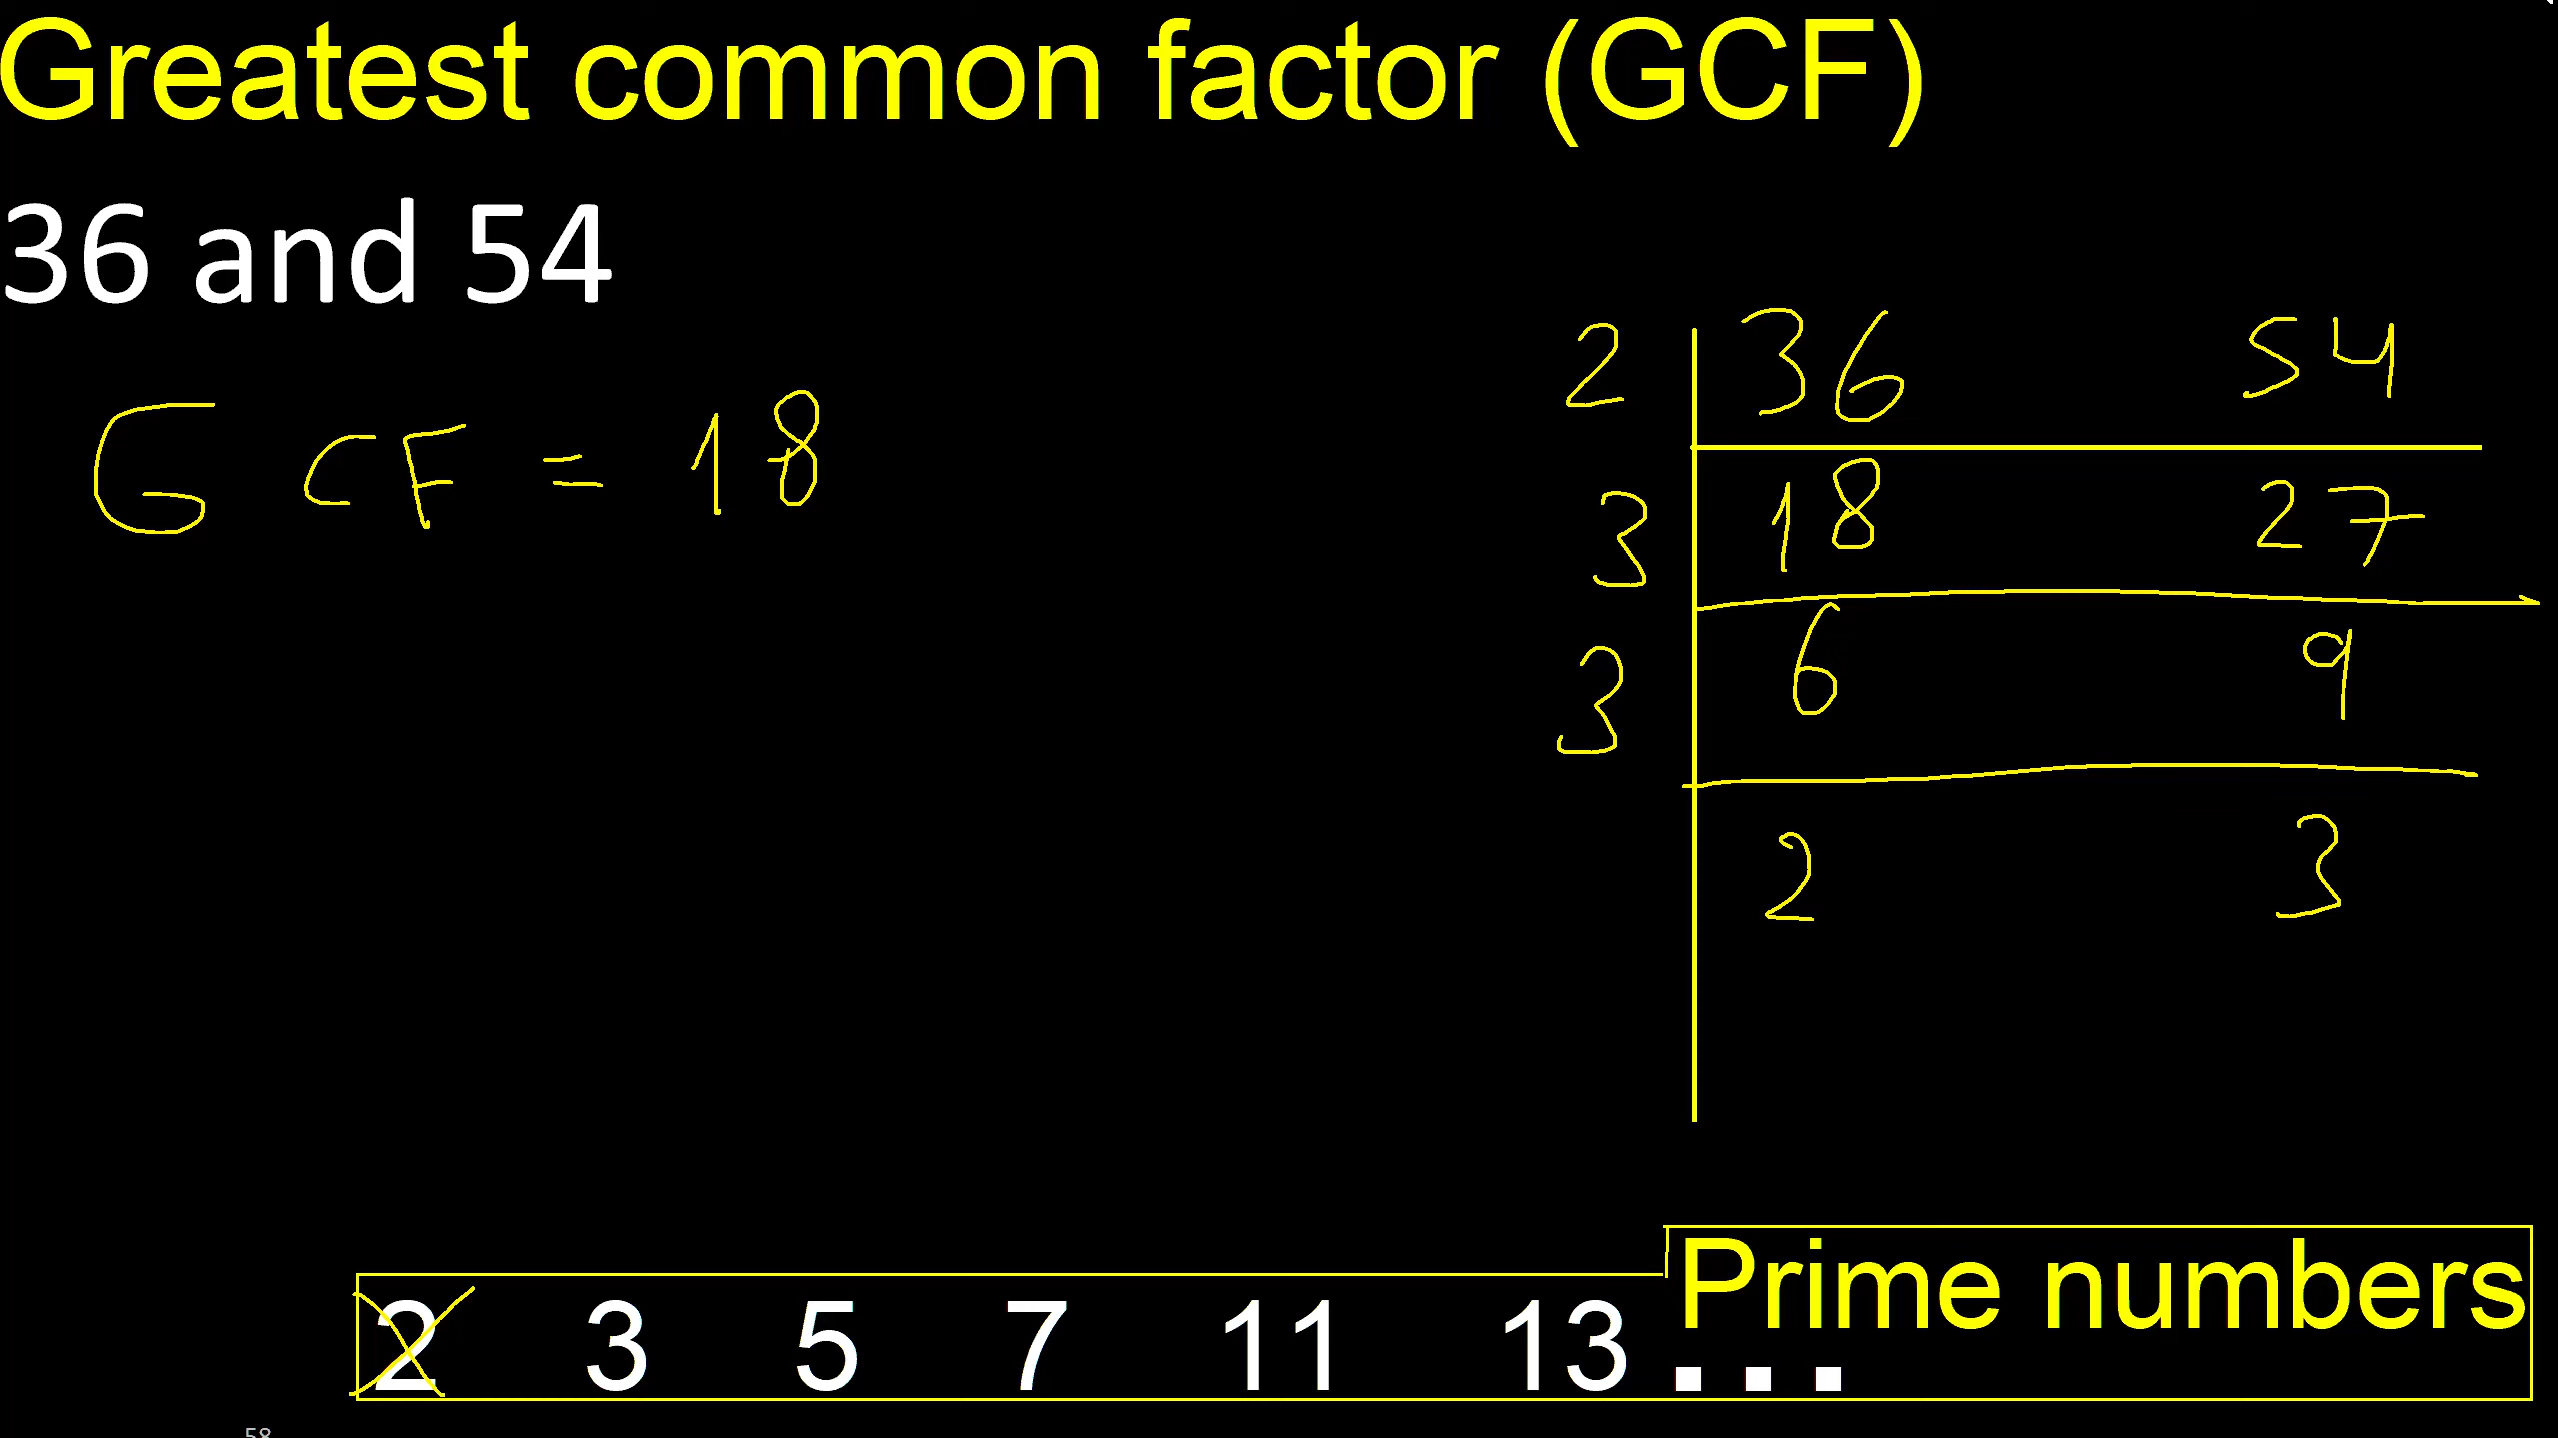 Greatest common factor (GCF)
36 and 54
GCF = 18
2 36 54
3 18 27
3 6 9
2 3
Prime numbers
2 3 5 7 11 13 ...
58